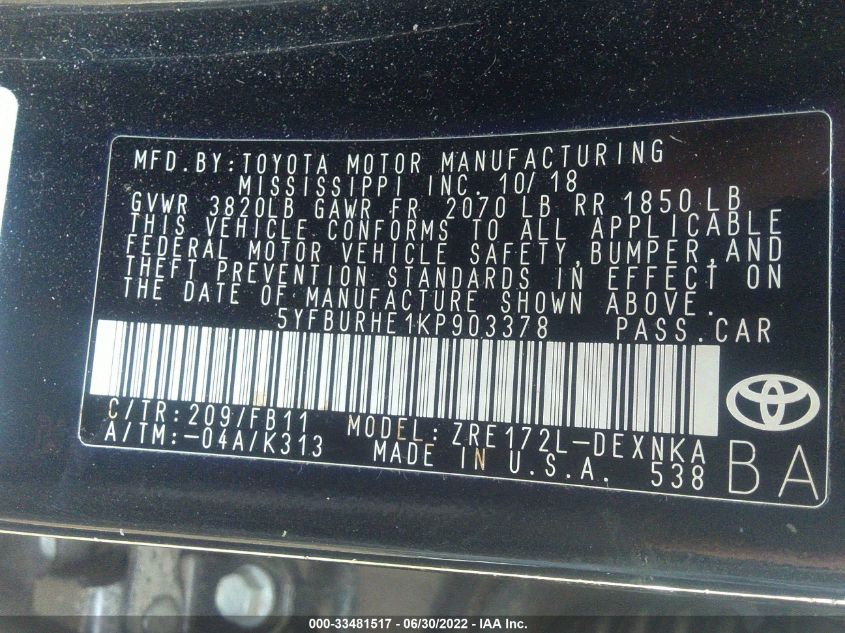 MFD.BY:TOYOTA MOTOR MANUFACTURING
MISSISSIPPI INC. 10/18
GVWR 3820LB GAWR FR 2070 LB RR 1850LB
THIS VEHICLE CONFORMS TO ALL APPLICABLE
FEDERAL MOTOR VEHICLE SAFETY,BUMPER,AND
THEFT PREVENTION STANDARDS IN EFFECT ON
THE DATE OF MANUFACTURE SHOWN ABOVE.
5YFBURHE1KP903378 PASS.CAR
C/TR:209/FB11 MODEL:ZRE172L-DEXNKA
A/TM:-04A/K313 MADE IN U.S.A. 538
BA
000-33481517 - 06/30/2022 - IAA Inc.